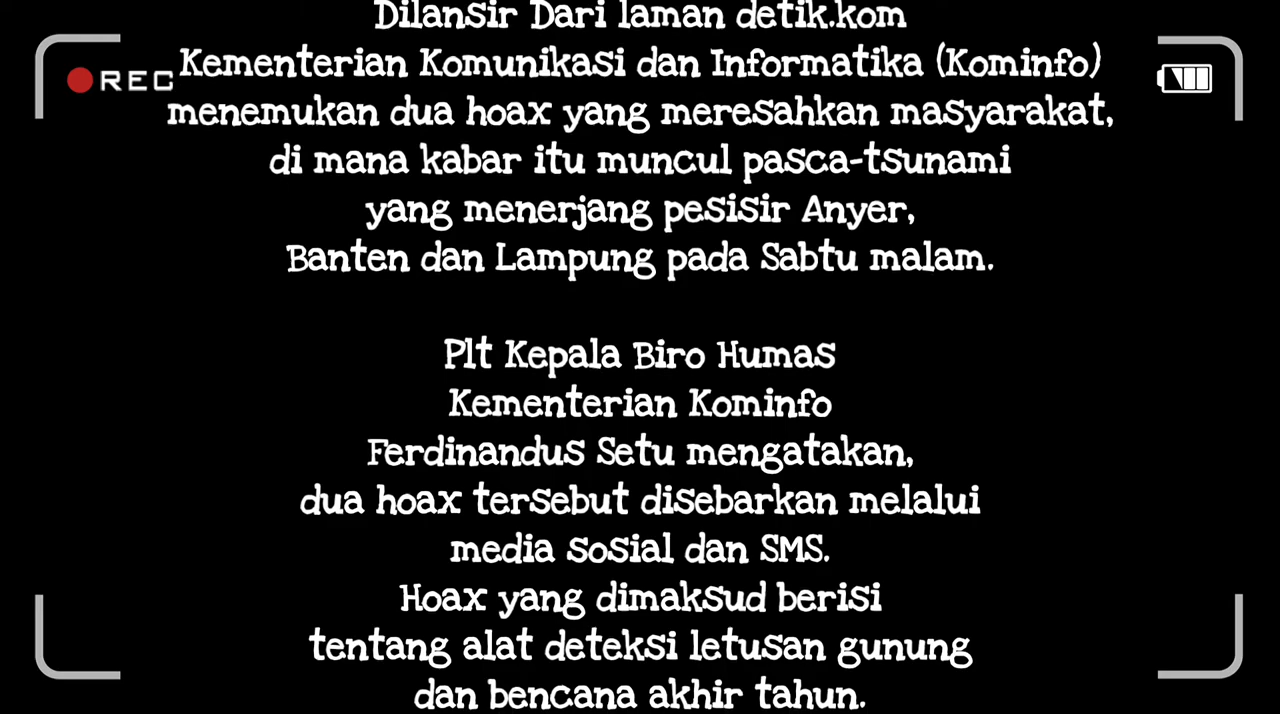 Dilansir Dari laman detik.kom
REC
Kementerian Komunikasi dan Informatika (Kominfo)
menemukan dua hoax yang meresahkan masyarakat,
di mana kabar itu muncul pasca-tsunami
yang menerjang pesisir Anyer,
Banten dan Lampung pada Sabtu malam.
Plt Kepala Biro Humas
Kementerian Kominfo
Ferdinandus Setu mengatakan,
dua hoax tersebut disebarkan melalui
media sosial dan SMS.
Hoax yang dimaksud berisi
tentang alat deteksi letusan gunung
dan bencana akhir tahun.